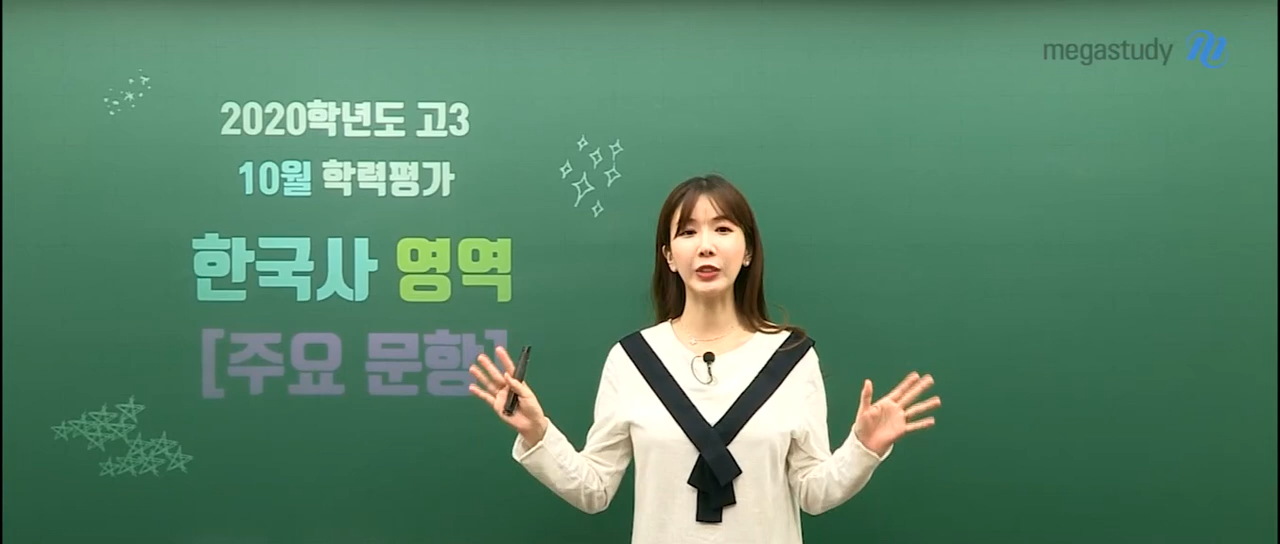 megastudy
2020학년도 고3
10월 학력평가
한국사 영역
[주요 문항]